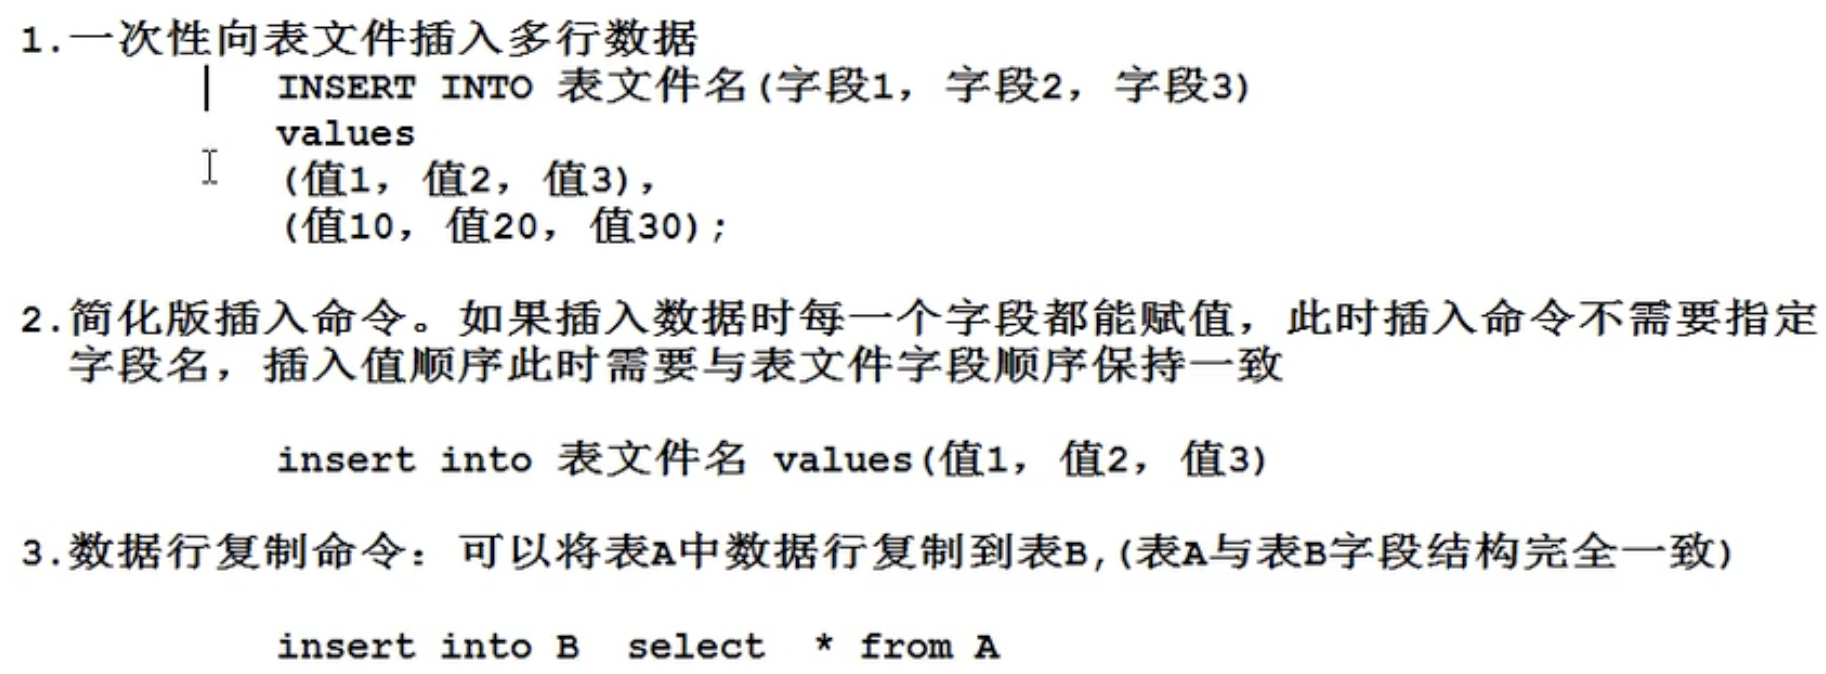 1.一次性向表文件插入多行数据
INSERT INTO 表文件名(字段1，字段2，字段3)
values
(值1，值2，值3),
(值10，值20，值30);
2.简化版插入命令。如果插入数据时每一个字段都能赋值，此时插入命令不需要指定
字段名，插入值顺序此时需要与表文件字段顺序保持一致
insert into 表文件名 values(值1，值2，值3)
3.数据行复制命令：可以将表A中数据行复制到表B,(表A与表B字段结构完全一致)
insert into B  select  * from A